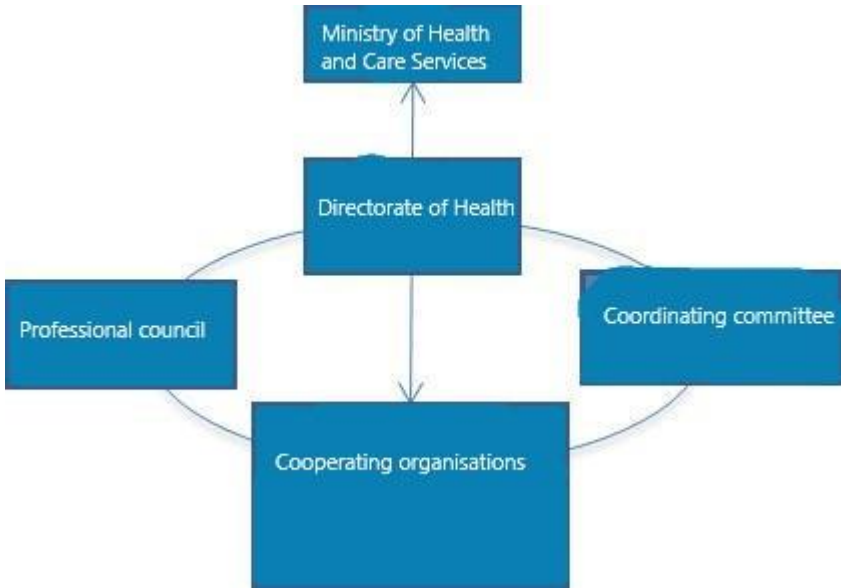 Ministry of Health
and Care Services
Directorate of Health
Professional council
Coordinating committee
Cooperating organisations